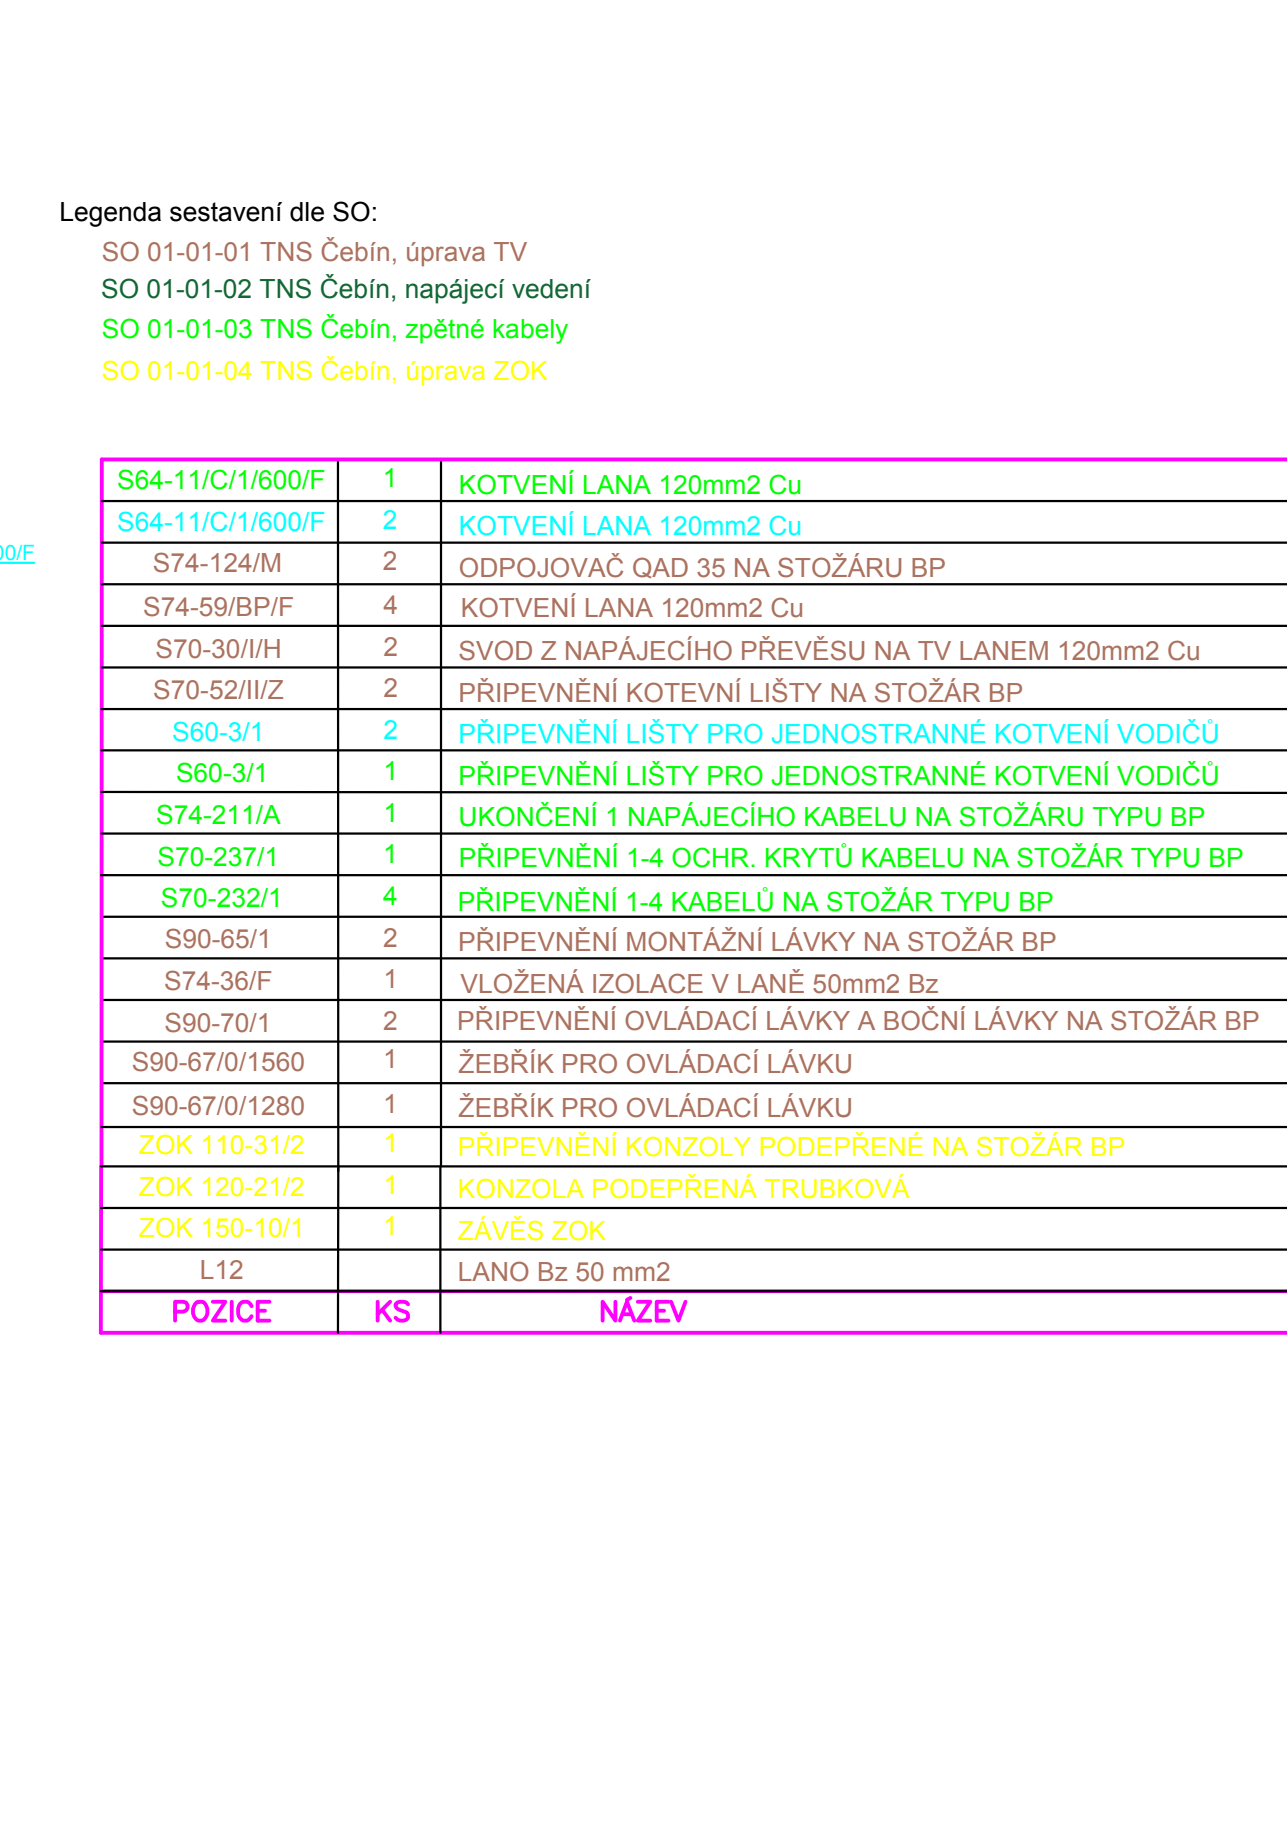 Legenda sestavení dle SO:
SO 01-01-01 TNS Čebín, úprava TV
SO 01-01-02 TNS Čebín, napájecí vedení
SO 01-01-03 TNS Čebín, zpětné kabely
SO 01-01-04 TNS Čebín, úprava ZOK
S64-11/C/1/600/F 1 KOTVENÍ LANA 120mm2 Cu
S64-11/C/1/600/F 2 KOTVENÍ LANA 120mm2 Cu
00/F
S74-124/M 2 ODPOJOVAČ QAD 35 NA STOŽÁRU BP
S74-59/BP/F 4 KOTVENÍ LANA 120mm2 Cu
S70-30/I/H 2 SVOD Z NAPÁJECÍHO PŘEVĚSU NA TV LANEM 120mm2 Cu
S70-52/II/Z 2 PŘIPEVNĚNÍ KOTEVNÍ LIŠTY NA STOŽÁR BP
S60-3/1 2 PŘIPEVNĚNÍ LIŠTY PRO JEDNOSTRANNÉ KOTVENÍ VODIČŮ
S60-3/1 1 PŘIPEVNĚNÍ LIŠTY PRO JEDNOSTRANNÉ KOTVENÍ VODIČŮ
S74-211/A 1 UKONČENÍ 1 NAPÁJECÍHO KABELU NA STOŽÁRU TYPU BP
S70-237/1 1 PŘIPEVNĚNÍ 1-4 OCHR. KRYTŮ KABELU NA STOŽÁR TYPU BP
S70-232/1 4 PŘIPEVNĚNÍ 1-4 KABELŮ NA STOŽÁR TYPU BP
S90-65/1 2 PŘIPEVNĚNÍ MONTÁŽNÍ LÁVKY NA STOŽÁR BP
S74-36/F 1 VLOŽENÁ IZOLACE V LANĚ 50mm2 Bz
S90-70/1 2 PŘIPEVNĚNÍ OVLÁDACÍ LÁVKY A BOČNÍ LÁVKY NA STOŽÁR BP
S90-67/0/1560 1 ŽEBŘÍK PRO OVLÁDACÍ LÁVKU
S90-67/0/1280 1 ŽEBŘÍK PRO OVLÁDACÍ LÁVKU
ZOK 110-31/2 1 PŘIPEVNĚNÍ KONZOLY PODEPŘENÉ NA STOŽÁR BP
ZOK 120-21/2 1 KONZOLA PODEPŘENÁ TRUBKOVÁ
ZOK 150-10/1 1 ZÁVĚS ZOK
L12 LANO Bz 50 mm2
POZICE KS NÁZEV